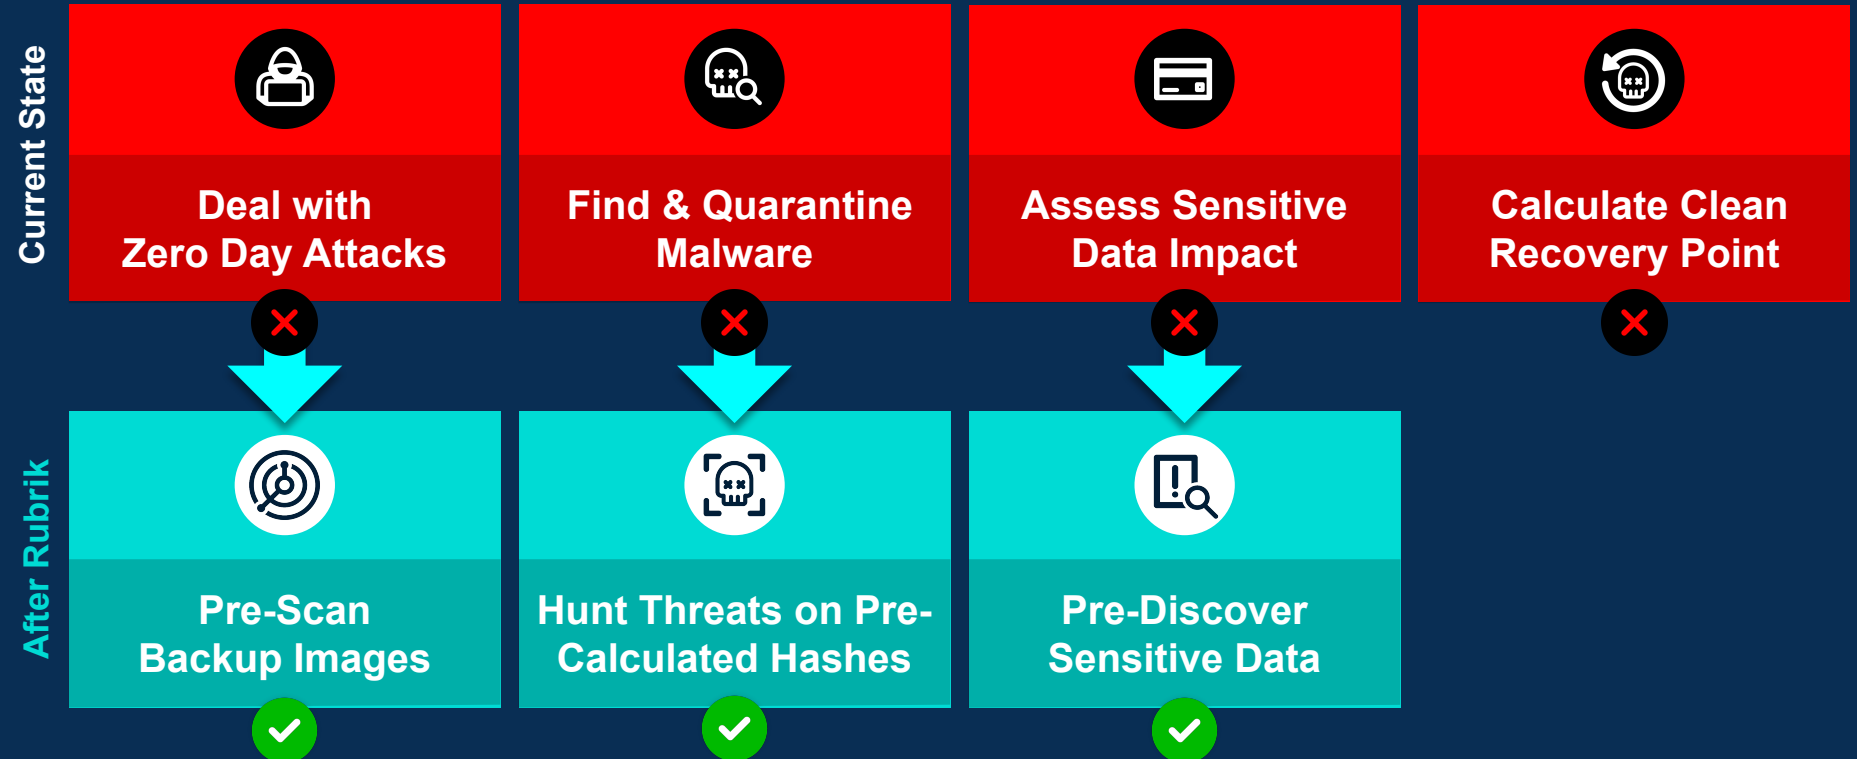 Current State
Deal with
Zero Day Attacks
Find & Quarantine
Malware
Assess Sensitive
Data Impact
Calculate Clean
Recovery Point
After Rubrik
Pre-Scan
Backup Images
Hunt Threats on Pre-
Calculated Hashes
Pre-Discover
Sensitive Data